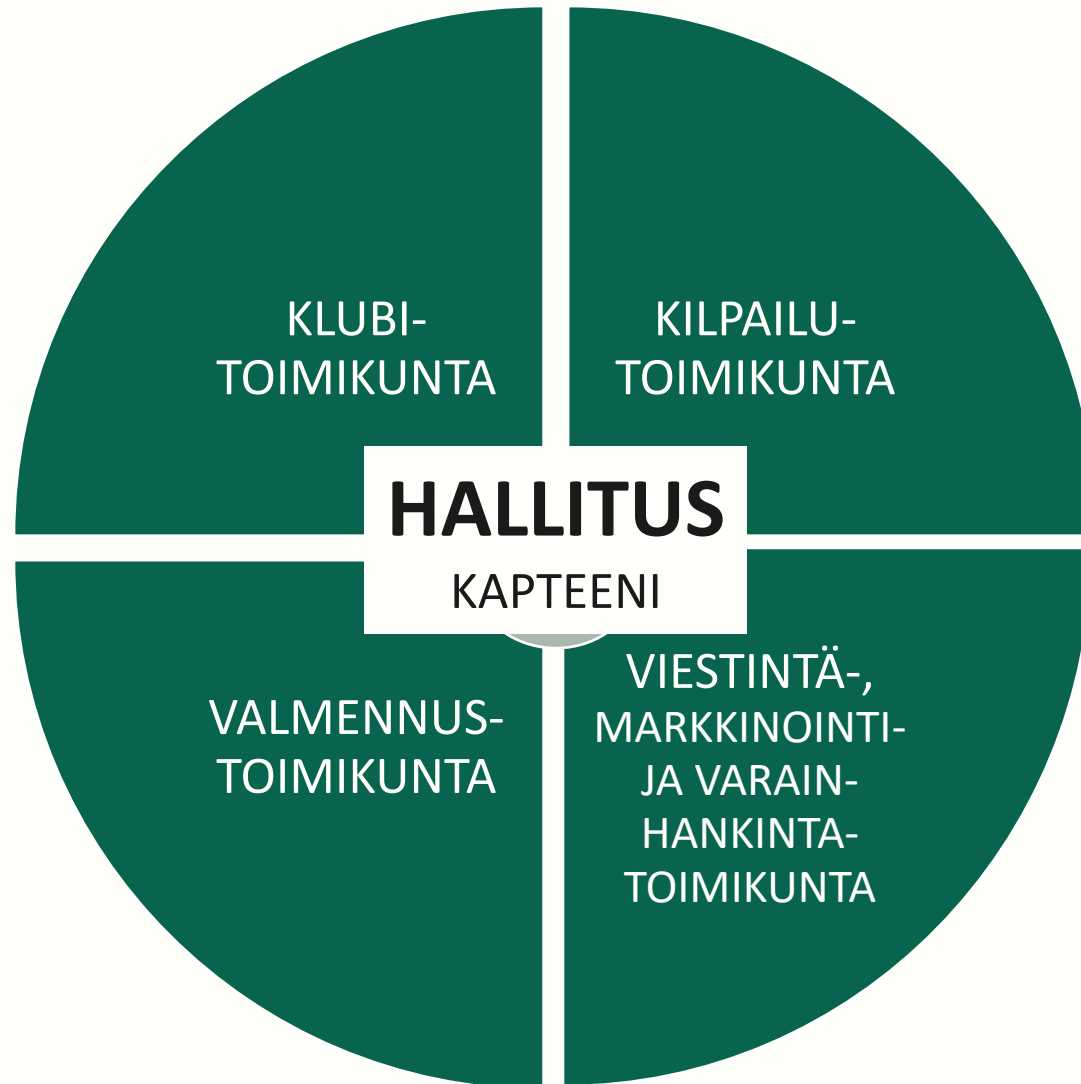 KLUBI-
TOIMIKUNTA
KILPAILU-
TOIMIKUNTA
HALLITUS
KAPTEENI
VALMENNUS-
TOIMIKUNTA
VIESTINTÄ-,
MARKKINOINTI-
JA VARAIN-
HANKINTA-
TOIMIKUNTA